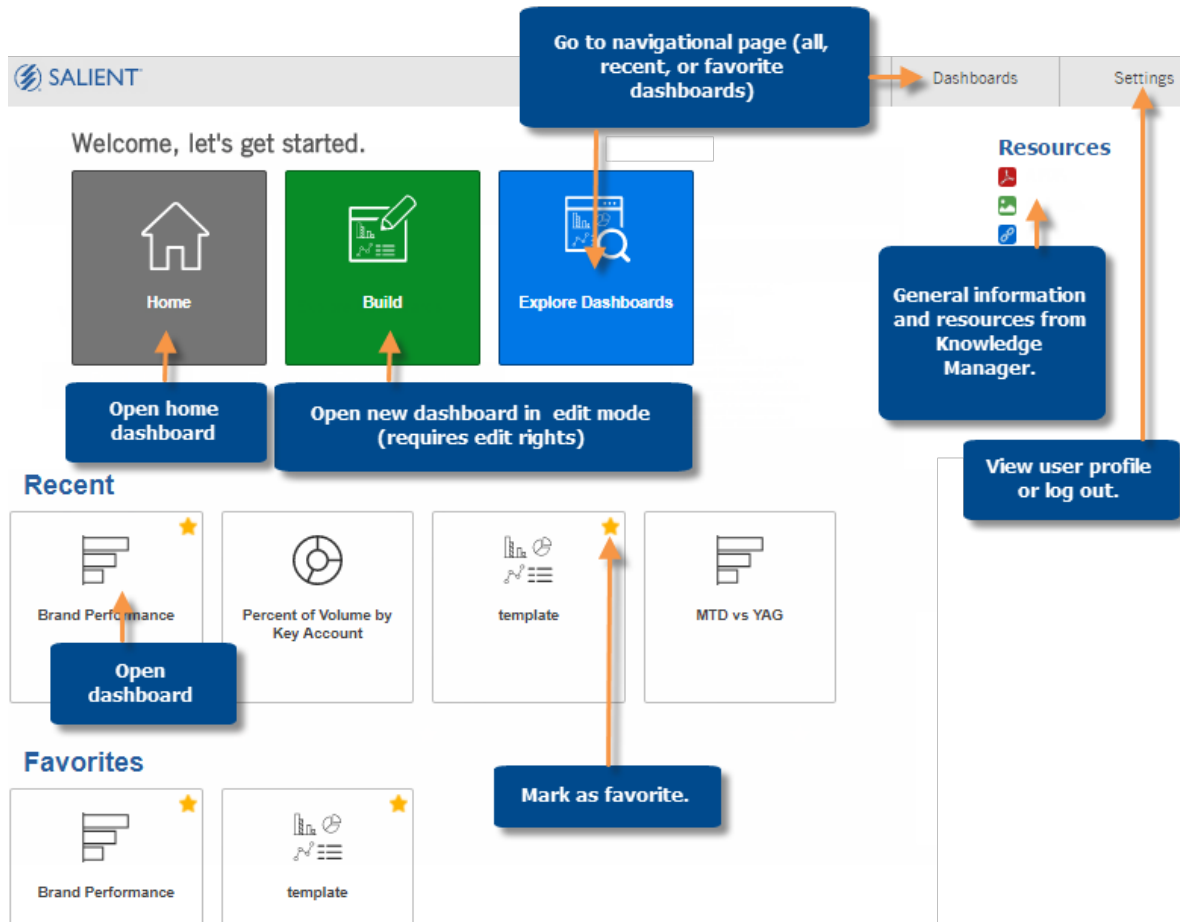 Go to navigational page (all,
recent, or favorite
dashboards)
SALIENT
Dashboards
Settings
Welcome, let's get started.
Resources
Home
Build
Explore Dashboards
General information
and resources from
Knowledge
Manager.
Open home
dashboard
Open new dashboard in edit mode
(requires edit rights)
View user profile
or log out.
Recent
Brand Performance
Percent of Volume by
Key Account
template
MTD vs YAG
Open
dashboard
Favorites
Mark as favorite.
Brand Performance
template